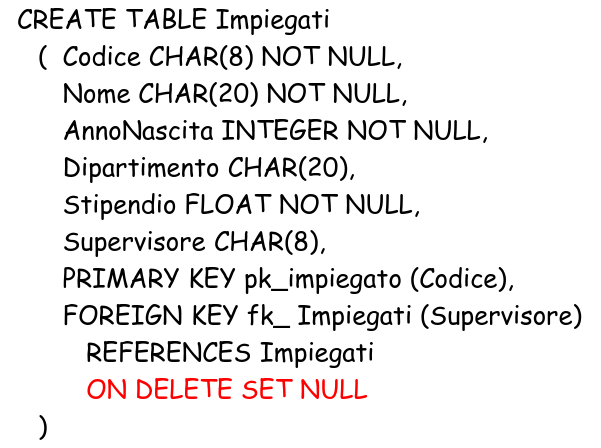 CREATE TABLE Impiegati
( Codice CHAR(8) NOT NULL,
Nome CHAR(20) NOT NULL,
AnnoNascita INTEGER NOT NULL,
Dipartimento CHAR(20),
Stipendio FLOAT NOT NULL,
Supervisore CHAR(8),
PRIMARY KEY pk_impiegato (Codice),
FOREIGN KEY fk_ Impiegati (Supervisore)
REFERENCES Impiegati
ON DELETE SET NULL
)